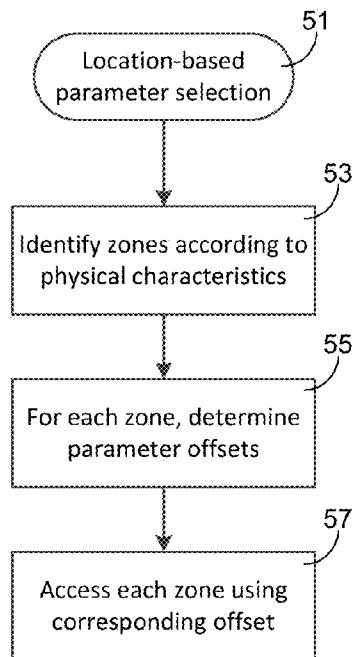 51
Location-based
parameter selection
53
Identify zones according to
physical characteristics
55
For each zone, determine
parameter offsets
57
Access each zone using
corresponding offset